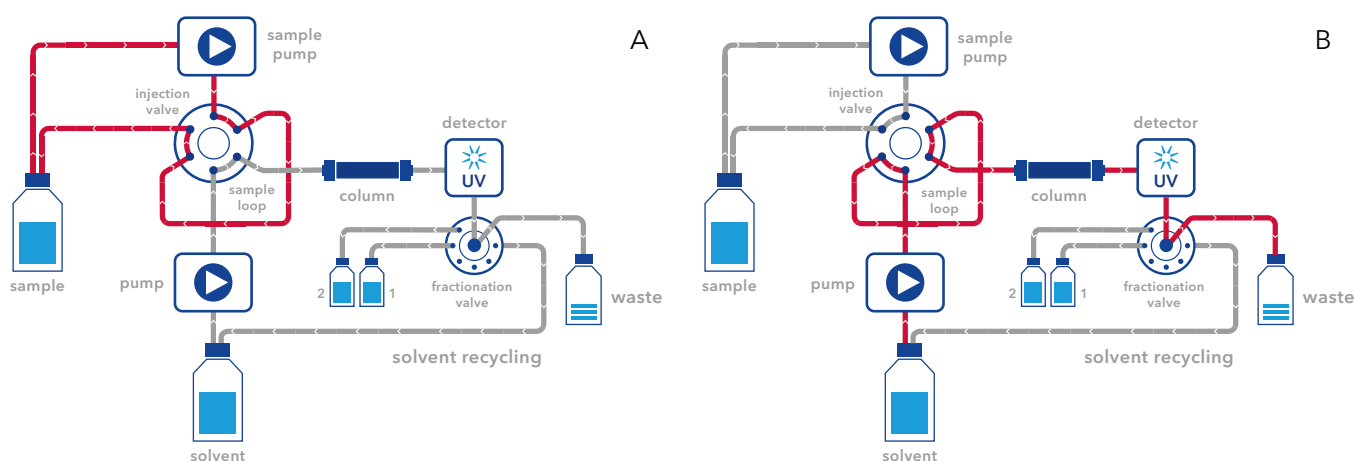 A
sample
pump
injection
valve
detector
UV
column
sample
loop
sample
pump
2
1
fractionation
valve
waste
solvent recycling
solvent
B
sample
pump
injection
valve
detector
UV
column
sample
loop
sample
pump
2
1
fractionation
valve
waste
solvent recycling
solvent